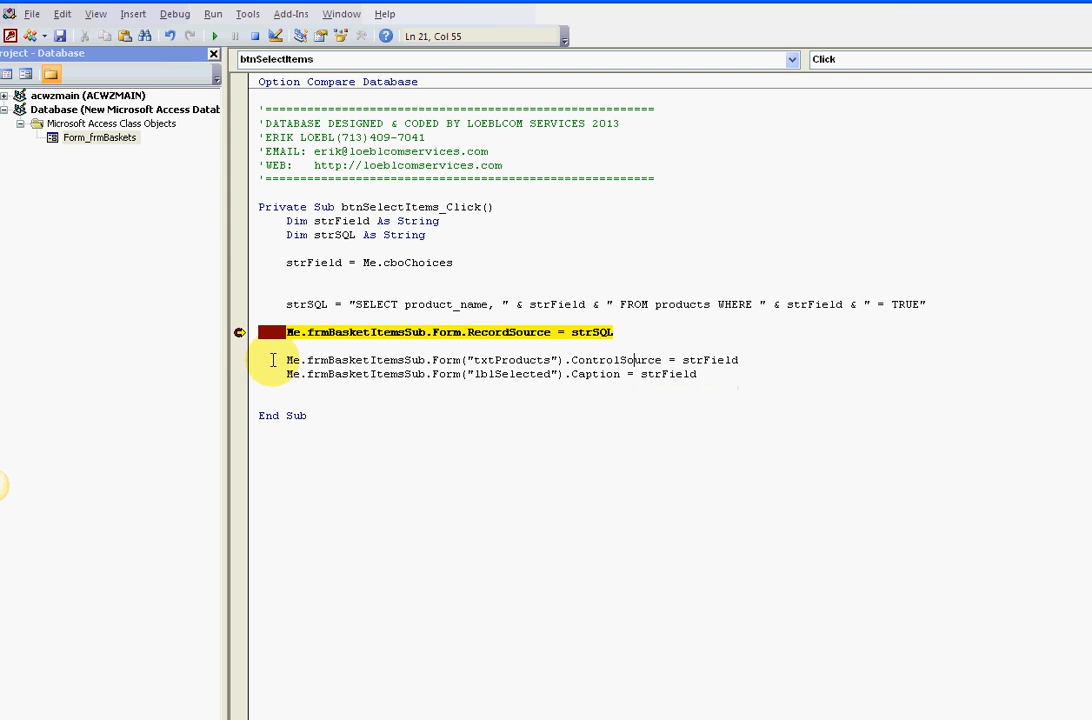 File Edit View Insert Debug Run Tools Add-Ins Window Help
Ln 21, Col 55
roject - Database
btnSelectItems Click
acwzmain (ACWZMAIN)
Database (New Microsoft Access Datab
Microsoft Access Class Objects
Form_frmBaskets
Option Compare Database
'=========================================================
'DATABASE DESIGNED & CODED BY LOEBLCOM SERVICES 2013
'ERIK LOEBL(713)409-7041
'EMAIL: erik@loeblcomservices.com
'WEB:   http://loeblcomservices.com
'=========================================================
Private Sub btnSelectItems_Click()
Dim strField As String
Dim strSQL As String
strField = Me.cboChoices
strSQL = "SELECT product_name, " & strField & " FROM products WHERE " & strField & " = TRUE"
Me.frmBasketItemsSub.Form.RecordSource = strSQL
Me.frmBasketItemsSub.Form("txtProducts").ControlSource = strField
Me.frmBasketItemsSub.Form("lblSelected").Caption = strField
End Sub